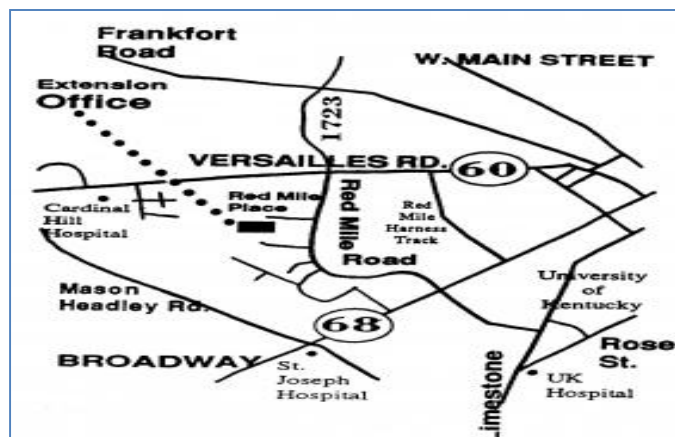 Frankfort
Road
W. MAIN STREET
Extension
Office
1723
VERSAILLES RD.
60
Cardinal
Hill
Hospital
Red Mile
Place
Red Mile
Road
Red
Mile
Harness
Track
Mason
Headley Rd.
University
of
Kentucky
68
BROADWAY
St.
Joseph
Hospital
Limestone
Rose
St.
UK
Hospital